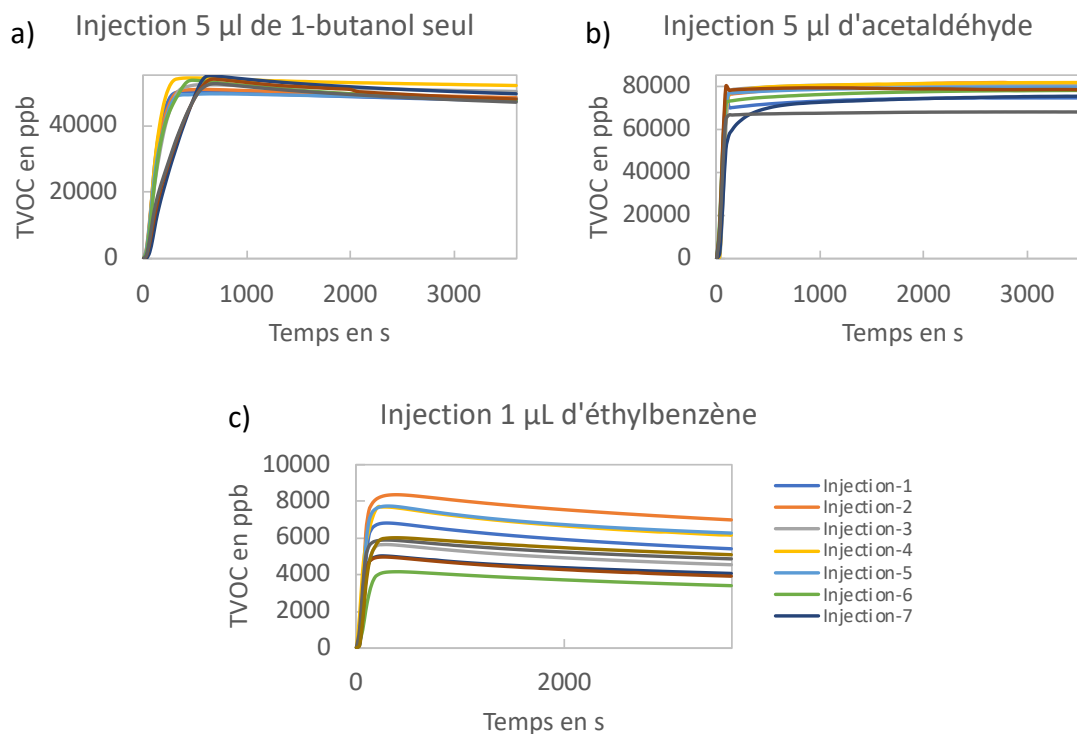 a) Injection 5 µl de 1-butanol seul
TVOC en ppb
40000
20000
0
0 1000 2000 3000
Temps en s
b) Injection 5 µl d'acetaldéhyde
TVOC en ppb
80000
60000
40000
20000
0
0 1000 2000 3000
Temps en s
c) Injection 1 µL d'éthylbenzène
TVOC en ppb
10000
8000
6000
4000
2000
0
0 2000
Temps en s
Injection-1
Injection-2
Injection-3
Injection-4
Injection-5
Injection-6
Injection-7